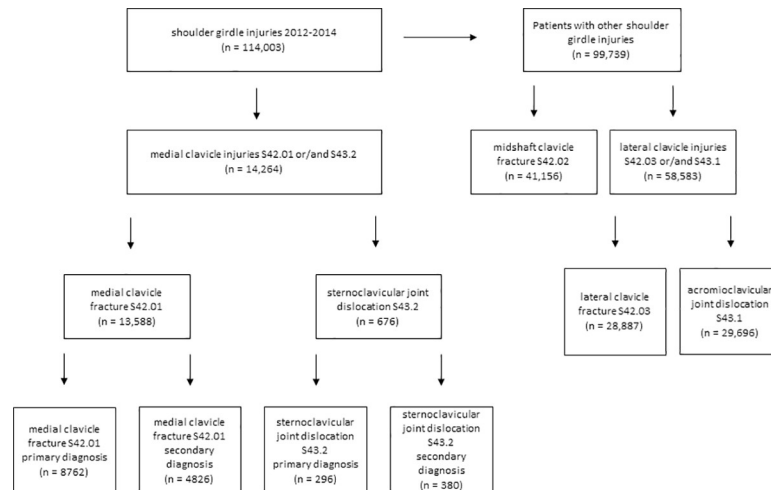 shoulder girdle injuries 2012-2014
(n = 114,003)
Patients with other shoulder
girdle injuries
(n = 99,739)
medial clavicle injuries S42.01 or/and S43.2
(n = 14,264)
midshaft clavicle
fracture S42.02
(n = 41,156)
lateral clavicle injuries
S42.03 or/and S43.1
(n = 58,583)
medial clavicle
fracture S42.01
(n = 13,588)
sternoclavicular joint
dislocation S43.2
(n = 676)
lateral clavicle
fracture S42.03
(n = 28,887)
acromioclavicular
joint dislocation
S43.1
(n = 29,696)
medial clavicle
fracture S42.01
primary diagnosis
(n = 8762)
medial clavicle
fracture S42.01
secondary
diagnosis
(n = 4826)
sternoclavicular
joint dislocation
S43.2
primary diagnosis
(n = 296)
sternoclavicular
joint dislocation
S43.2
secondary
diagnosis
(n = 380)